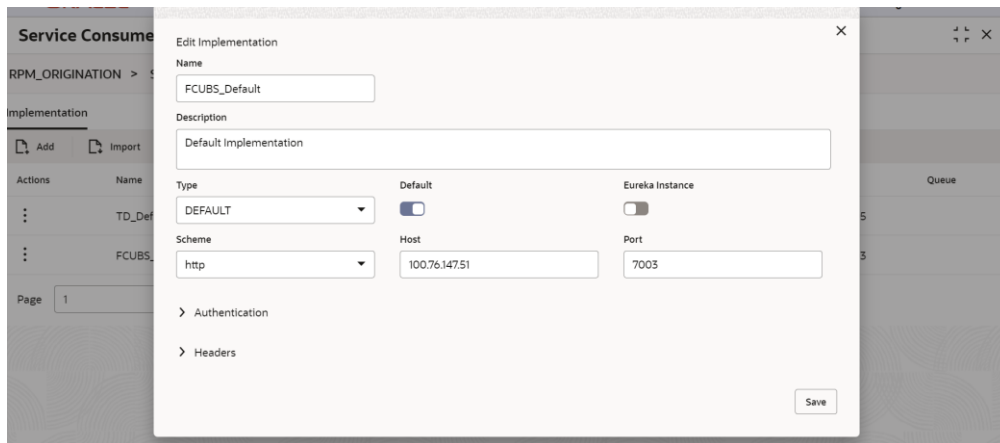 Service Consume
RPM_ORIGINATION >
Implementation
Add Import
Actions Name Queue
TD_Def 5
FCUBS_ 3
Page 1
Edit Implementation
Name
FCUBS_Default
Description
Default Implementation
Type Default Eureka Instance
DEFAULT
Scheme Host Port
http 100.76.147.51 7003
Authentication
Headers
Save